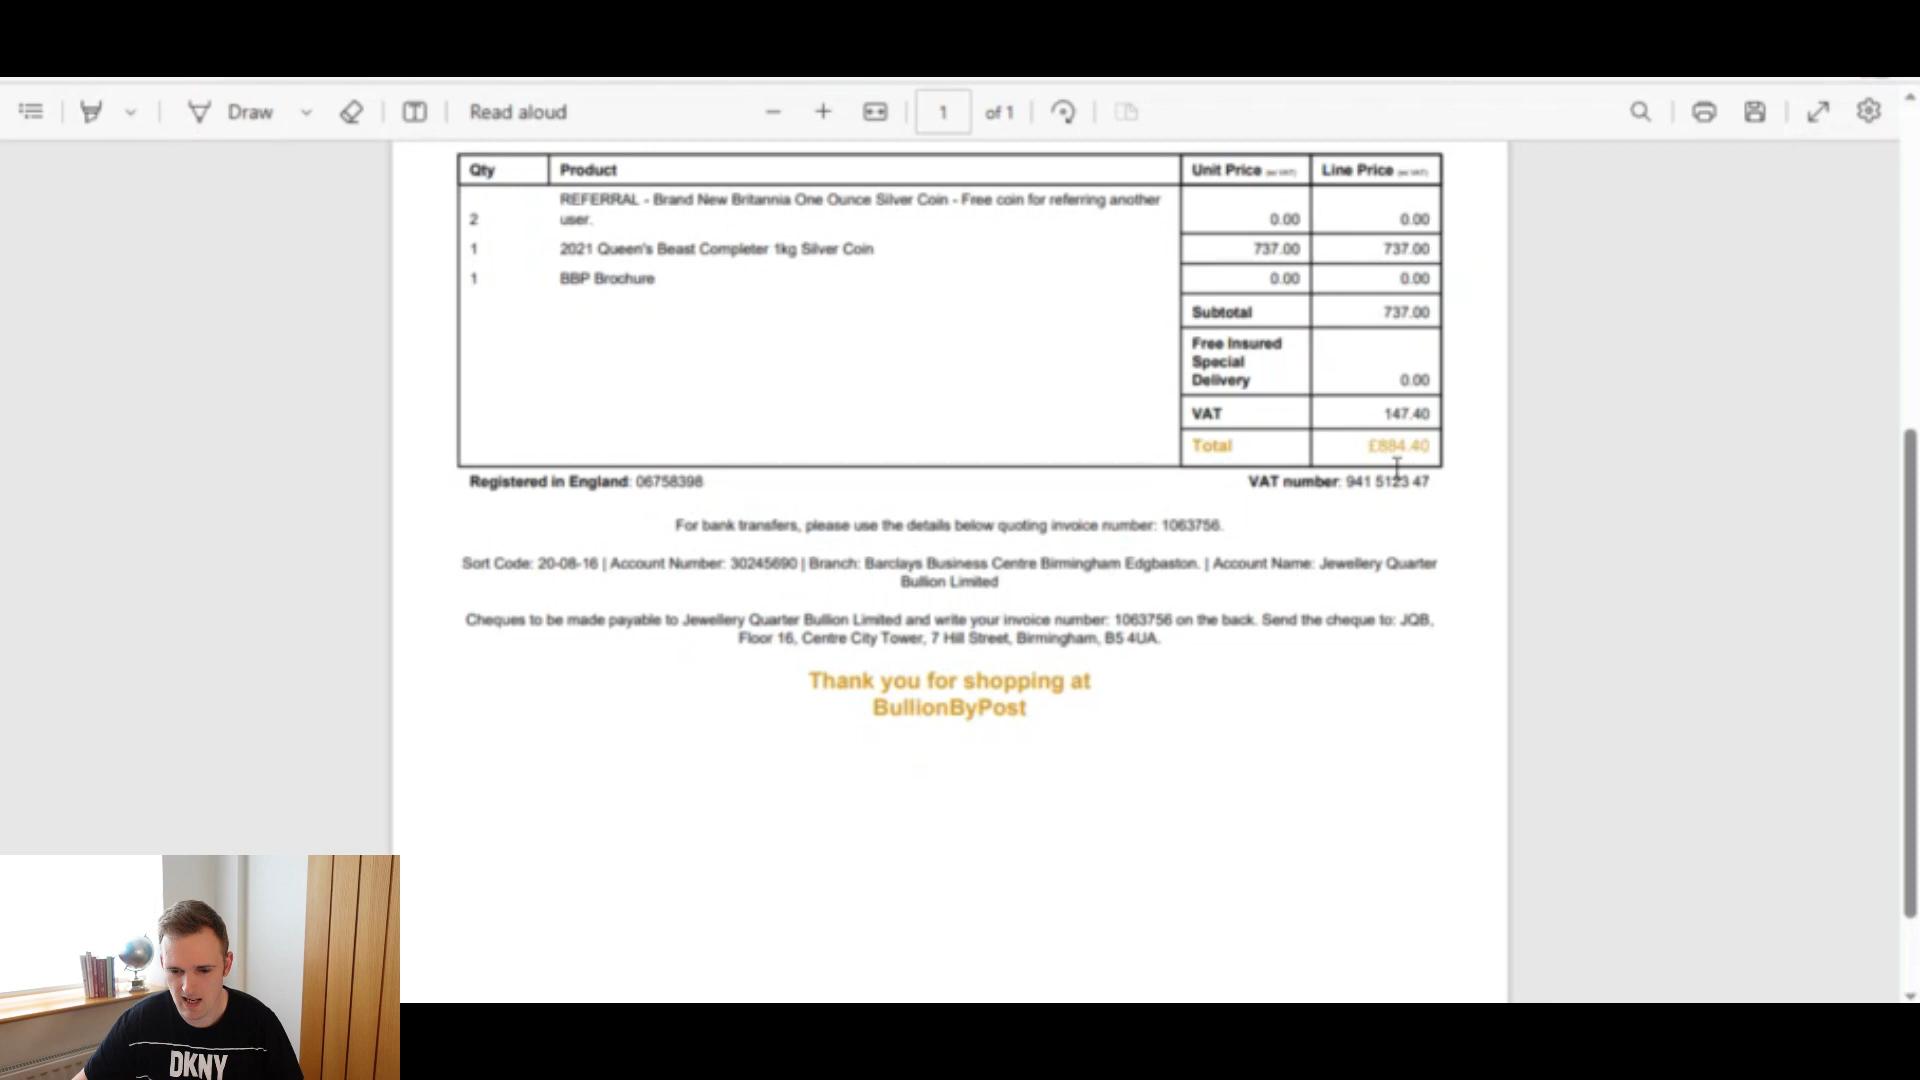 Draw
Read aloud
1
of 1
Qty
Product
Unit Price
Line Price
2
REFERRAL - Brand New Britannia One Ounce Silver Coin - Free coin for referring another
user.
0.00
0.00
1
2021 Queen's Beast Completer 1kg Silver Coin
737.00
737.00
1
BBP Brochure
0.00
0.00
Subtotal
737.00
Free Insured
Special
Delivery
0.00
VAT
147.40
Total
£884.40
Registered in England: 06758398
VAT number: 941 5123 47
For bank transfers, please use the details below quoting invoice number: 1063756.
Sort Code: 20-08-16 | Account Number: 30245690 | Branch: Barclays Business Centre Birmingham Edgbaston. | Account Name: Jewellery Quarter
Bullion Limited
Cheques to be made payable to Jewellery Quarter Bullion Limited and write your invoice number: 1063756 on the back. Send the cheque to: JQB,
Floor 16, Centre City Tower, 7 Hill Street, Birmingham, B5 4UA.
Thank you for shopping at
BullionByPost
DKNY